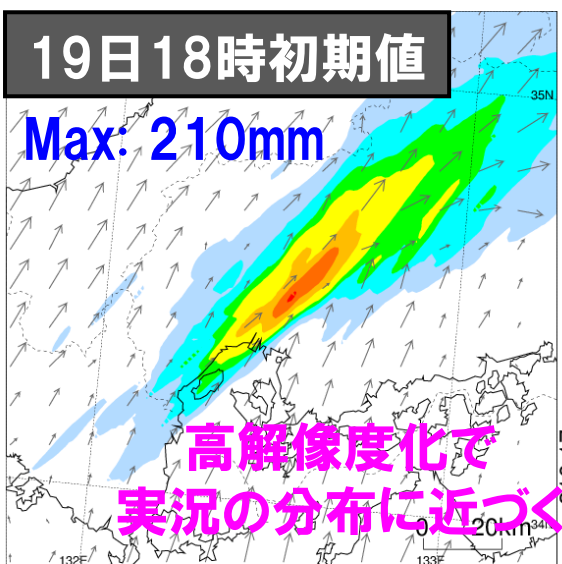 19日18時初期値
35N
Max: 210mm
高解像度化で
実況の分布に近づく
0 20km
34N
132E
133E